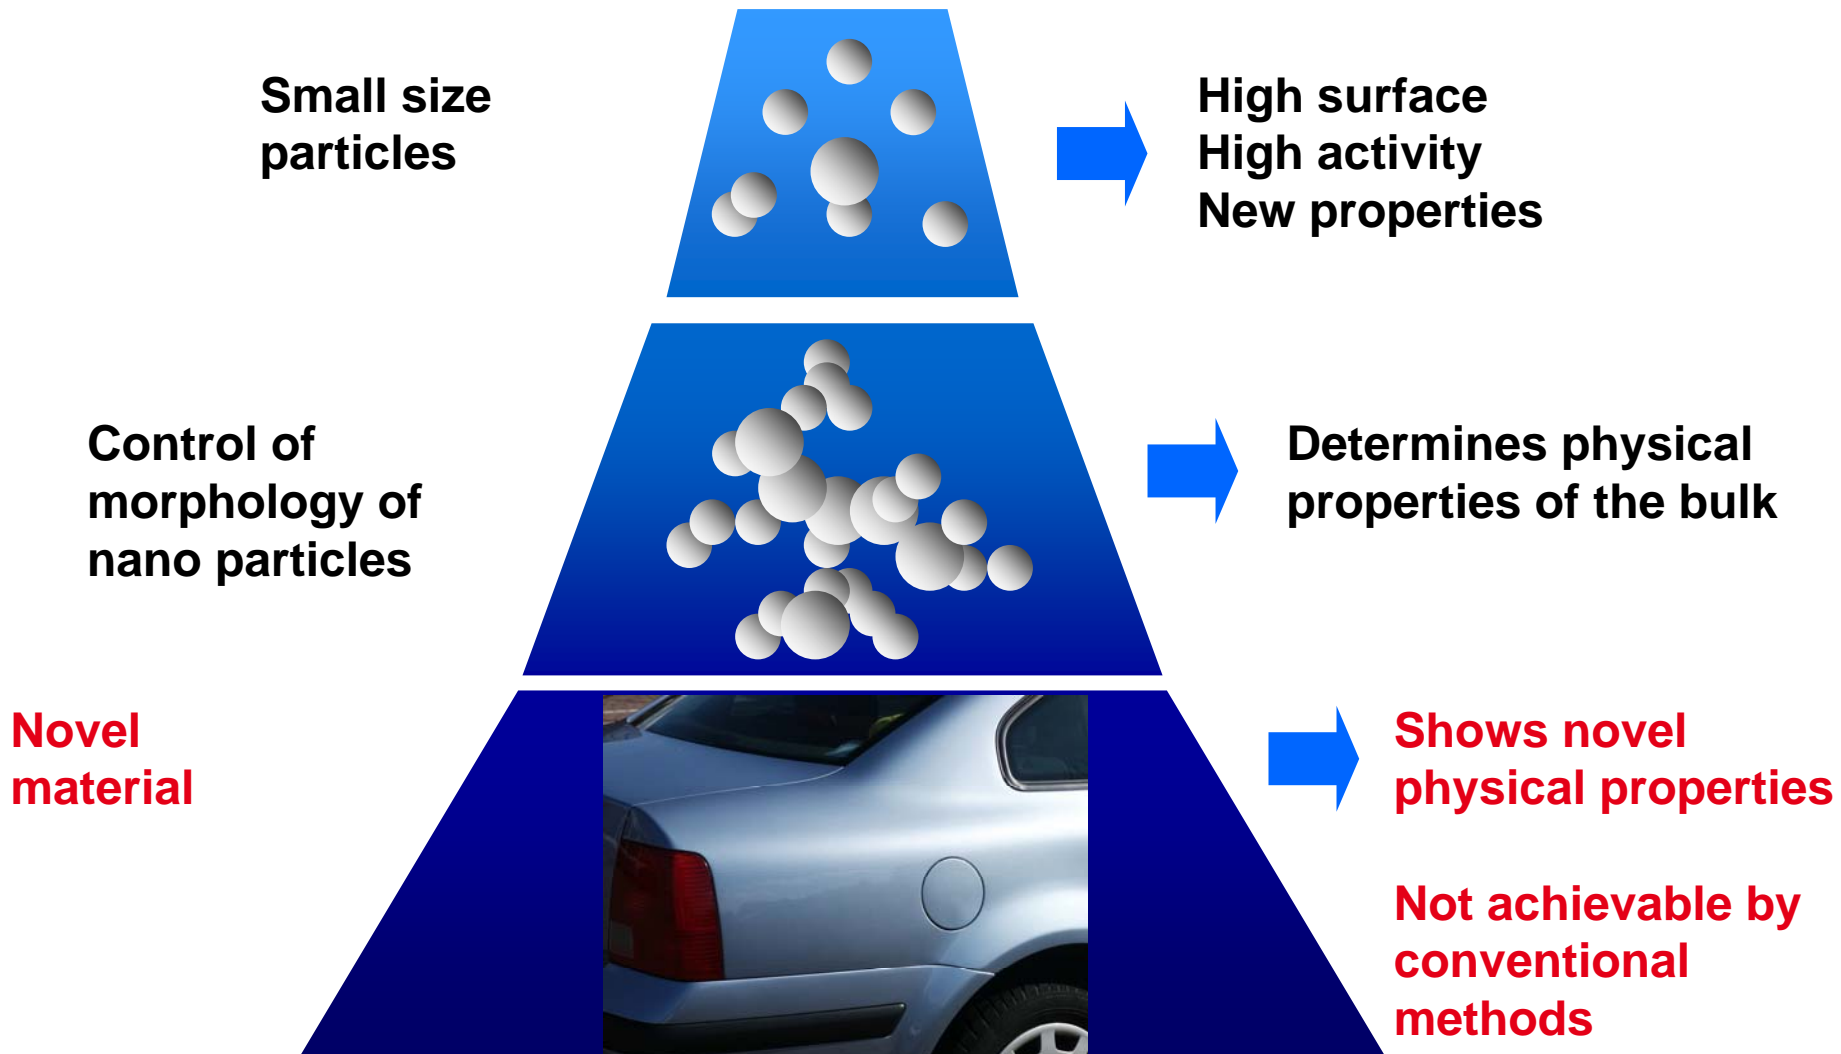 Small size
particles
High surface
High activity
New properties
Control of
morphology of
nano particles
Determines physical
properties of the bulk
Novel
material
Shows novel
physical properties
Not achievable by
conventional
methods